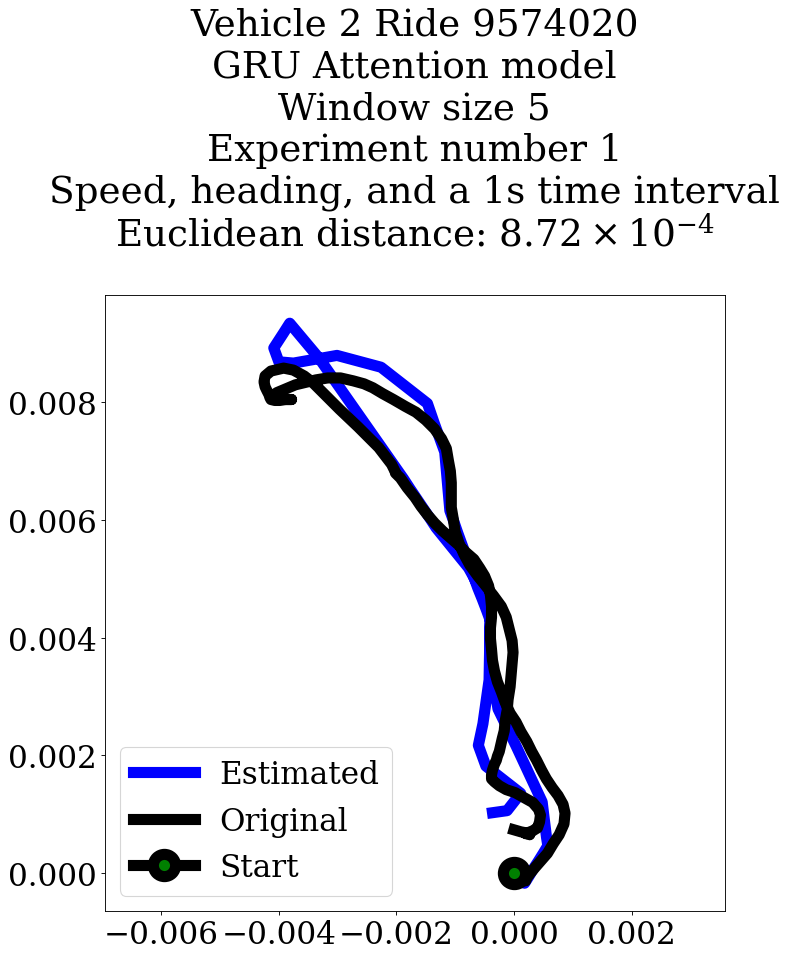 Vehicle 2 Ride 9574020
GRU Attention model
Window size 5
Experiment number 1
Speed, heading, and a 1s time interval
Euclidean distance: 8.72 × 10⁻⁴
0.008
0.006
0.004
0.002
0.000
Estimated
Original
Start
−0.006 −0.004 −0.002 0.000 0.002